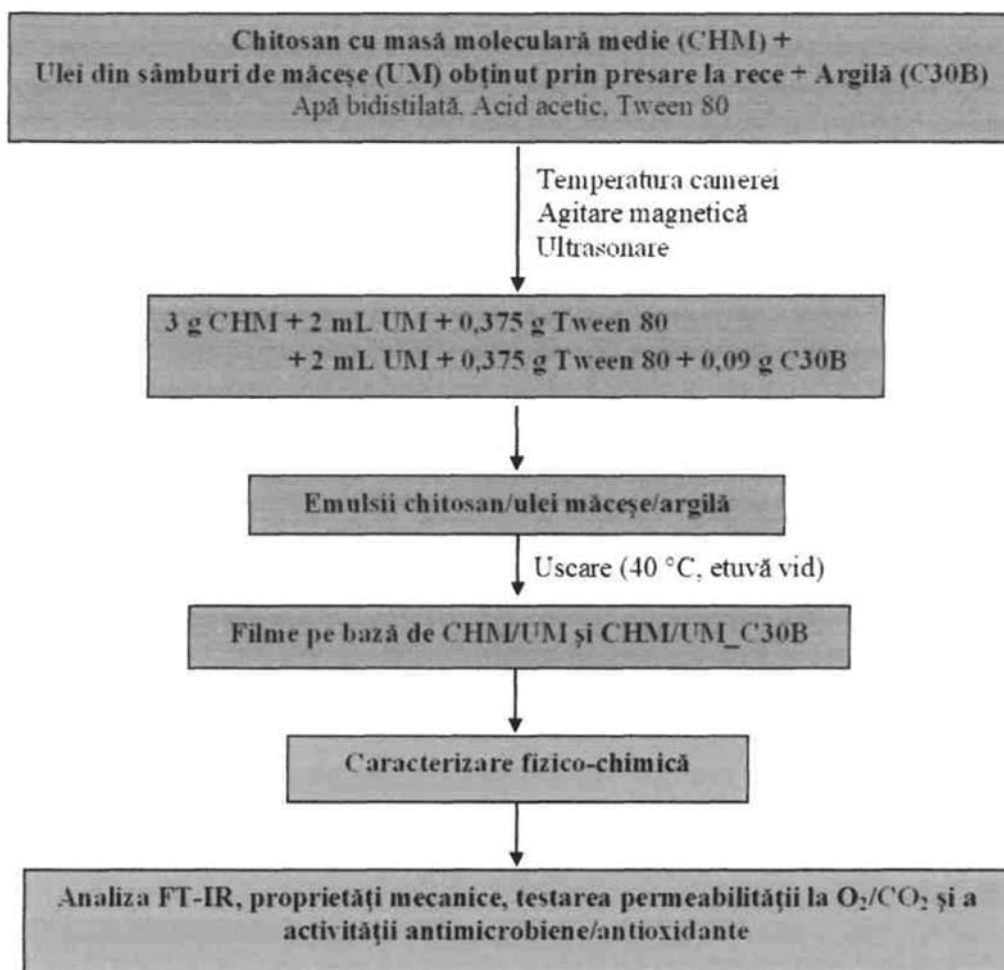 Chitosan cu masă moleculară medie (CHM) +
Ulei din sâmburi de măceșe (UM) obținut prin presare la rece + Argilă (C30B)
Apă bidistilată, Acid acetic, Tween 80
Temperatura camerei
Agitare magnetică
Ultrasonare
3 g CHM + 2 mL UM + 0,375 g Tween 80
+ 2 mL UM + 0,375 g Tween 80 + 0,09 g C30B
Emulsii chitosan/ulei măceșe/argilă
Uscare (40 °C, etuvă vid)
Filme pe bază de CHM/UM și CHM/UM_C30B
Caracterizare fizico-chimică
Analiza FT-IR, proprietăți mecanice, testarea permeabilității la O₂/CO₂ și a
activității antimicrobiene/antioxidante